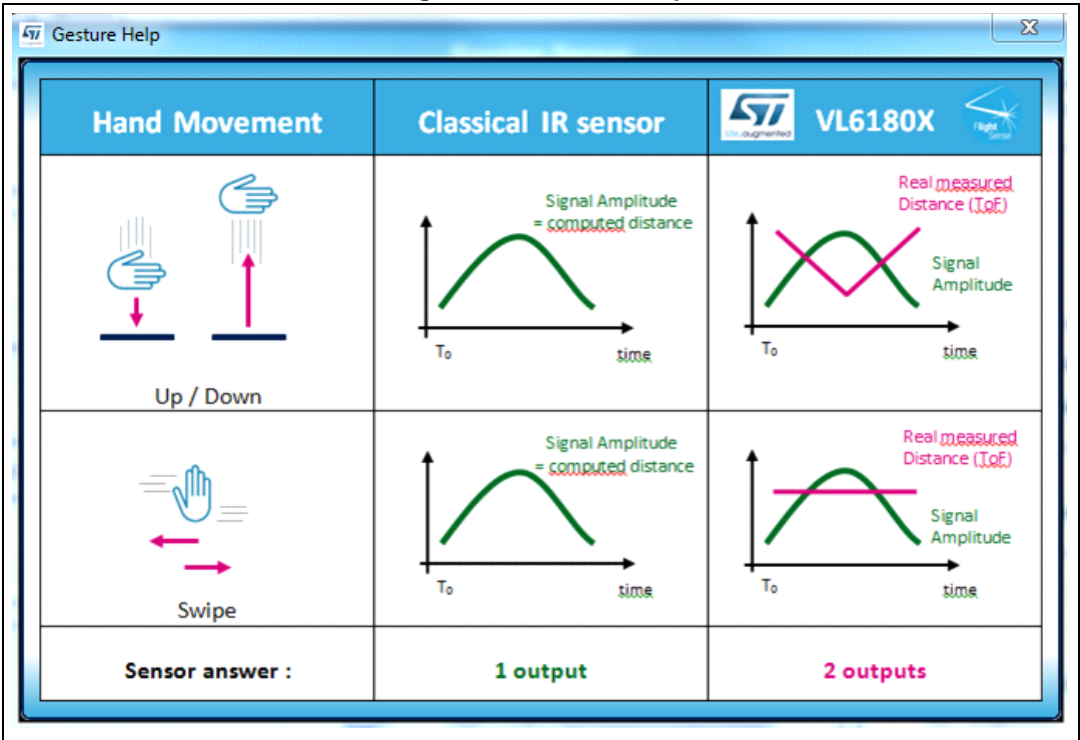 Gesture Help
Hand Movement
Classical IR sensor
VL6180X
Signal Amplitude
= computed distance
T₀
time
Up / Down
Real measured
Distance (ToF)
Signal
Amplitude
T₀
time
Signal Amplitude
= computed distance
T₀
time
Swipe
Real measured
Distance (ToF)
Signal
Amplitude
T₀
time
Sensor answer :
1 output
2 outputs